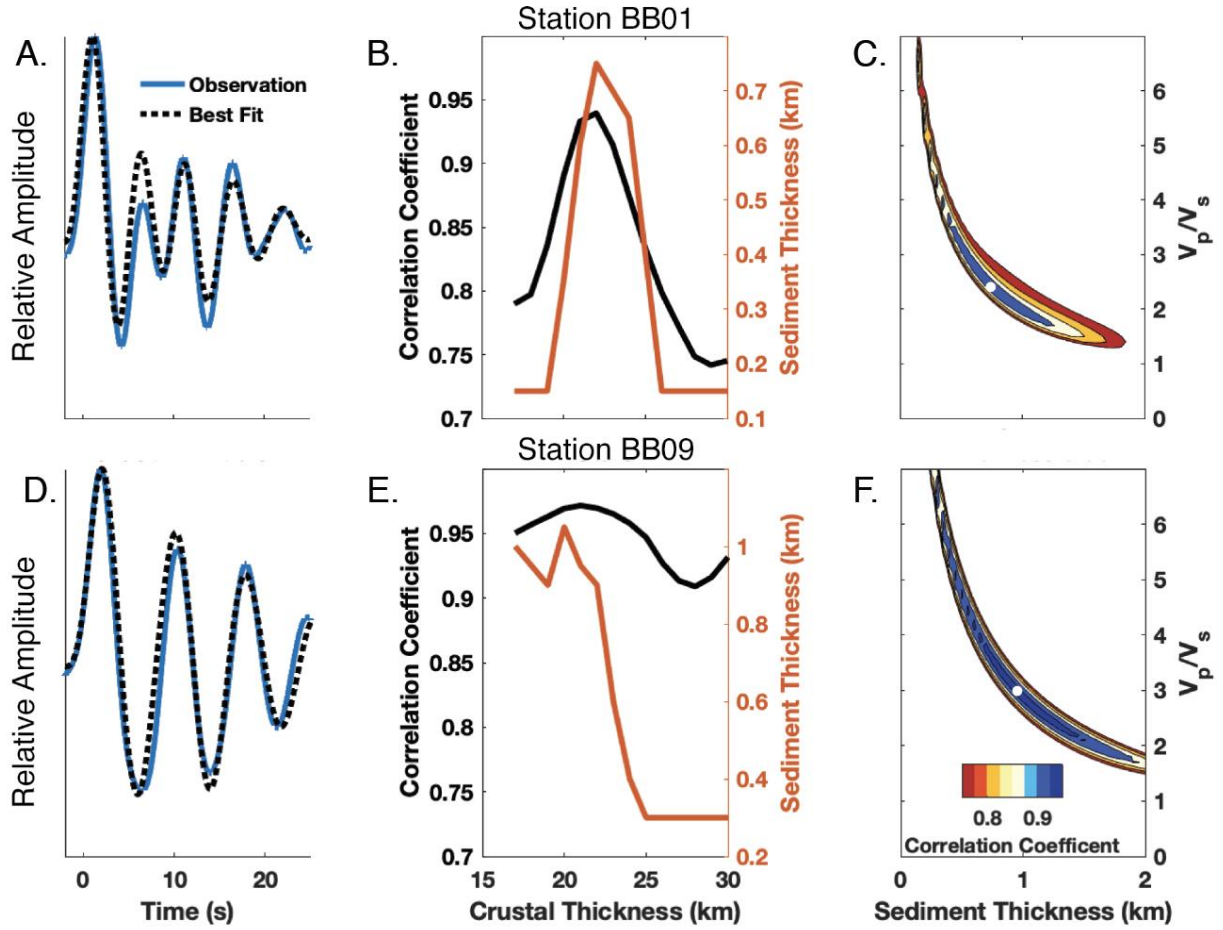 Station BB01
A.
Observation
Best Fit
Relative Amplitude
B.
Correlation Coefficient
0.95
0.9
0.85
0.8
0.75
0.7
0.7
0.6
0.5
0.4
0.3
0.2
0.1
Sediment Thickness (km)
C.
6
5
4
3
2
1
0
Vp/Vs
Station BB09
D.
Relative Amplitude
0 10 20
Time (s)
E.
Correlation Coefficient
0.95
0.9
0.85
0.8
0.75
0.7
1
0.8
0.6
0.4
0.2
Sediment Thickness (km)
15 20 25 30
Crustal Thickness (km)
F.
6
5
4
3
2
1
0
Vp/Vs
0.8 0.9
Correlation Coefficent
0 1 2
Sediment Thickness (km)